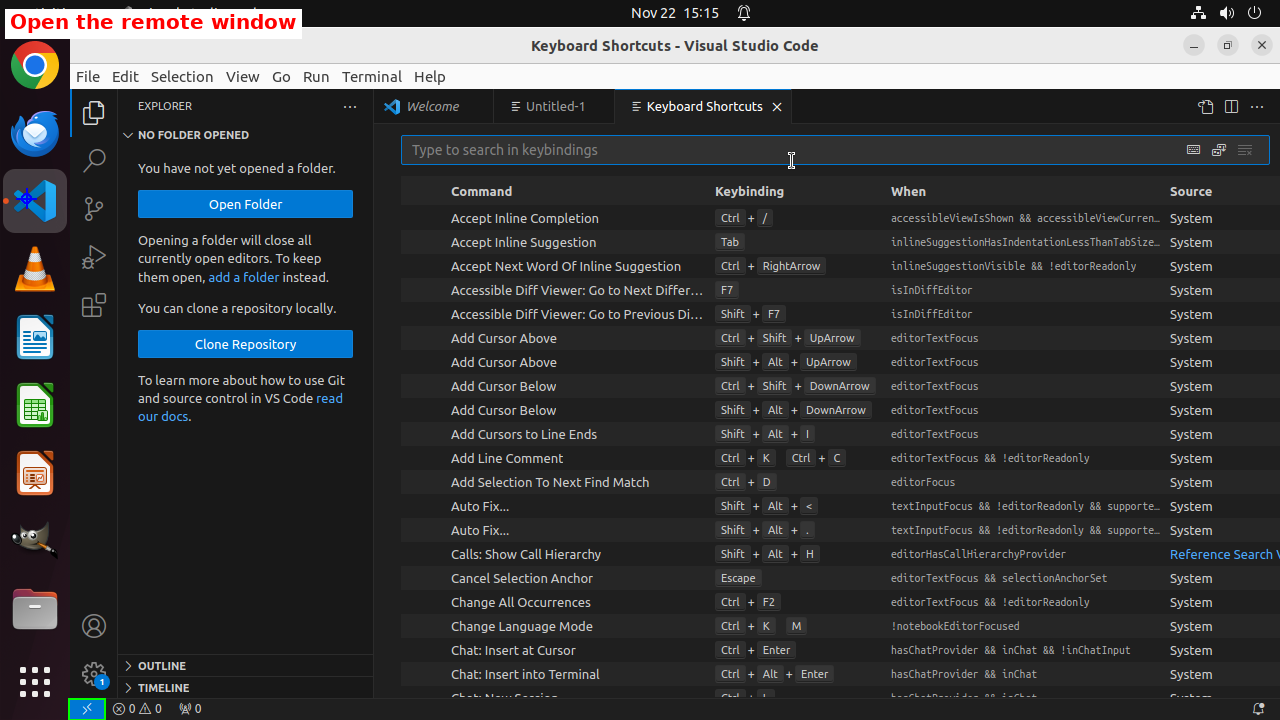 Open the remote window
Nov 22 15:15
Keyboard Shortcuts - Visual Studio Code
File Edit Selection View Go Run Terminal Help
EXPLORER
Welcome
Untitled-1
Keyboard Shortcuts
NO FOLDER OPENED
You have not yet opened a folder.
Open Folder
Opening a folder will close all
currently open editors. To keep
them open, add a folder instead.
You can clone a repository locally.
Clone Repository
To learn more about how to use Git
and source control in VS Code read
our docs.
OUTLINE
TIMELINE
1
Type to search in keybindings
Command Keybinding When Source
Accept Inline Completion Ctrl + / accessibleViewIsShown && accessibleViewCurren… System
Accept Inline Suggestion Tab inlineSuggestionHasIndentationLessThanTabSize… System
Accept Next Word Of Inline Suggestion Ctrl + RightArrow inlineSuggestionVisible && !editorReadonly System
Accessible Diff Viewer: Go to Next Differ… F7 isInDiffEditor System
Accessible Diff Viewer: Go to Previous Di… Shift + F7 isInDiffEditor System
Add Cursor Above Ctrl + Shift + UpArrow editorTextFocus System
Add Cursor Above Shift + Alt + UpArrow editorTextFocus System
Add Cursor Below Ctrl + Shift + DownArrow editorTextFocus System
Add Cursor Below Shift + Alt + DownArrow editorTextFocus System
Add Cursors to Line Ends Shift + Alt + I editorTextFocus System
Add Line Comment Ctrl + K Ctrl + C editorTextFocus && !editorReadonly System
Add Selection To Next Find Match Ctrl + D editorFocus System
Auto Fix... Shift + Alt + < textInputFocus && !editorReadonly && supporte… System
Auto Fix... Shift + Alt + . textInputFocus && !editorReadonly && supporte… System
Calls: Show Call Hierarchy Shift + Alt + H editorHasCallHierarchyProvider Reference Search V
Cancel Selection Anchor Escape editorTextFocus && selectionAnchorSet System
Change All Occurrences Ctrl + F2 editorTextFocus && !editorReadonly System
Change Language Mode Ctrl + K M !notebookEditorFocused System
Chat: Insert at Cursor Ctrl + Enter hasChatProvider && inChat && !inChatInput System
Chat: Insert into Terminal Ctrl + Alt + Enter hasChatProvider && inChat System
Chat: New Session Ctrl + L hasChatProvider && inChat System
0 0 0